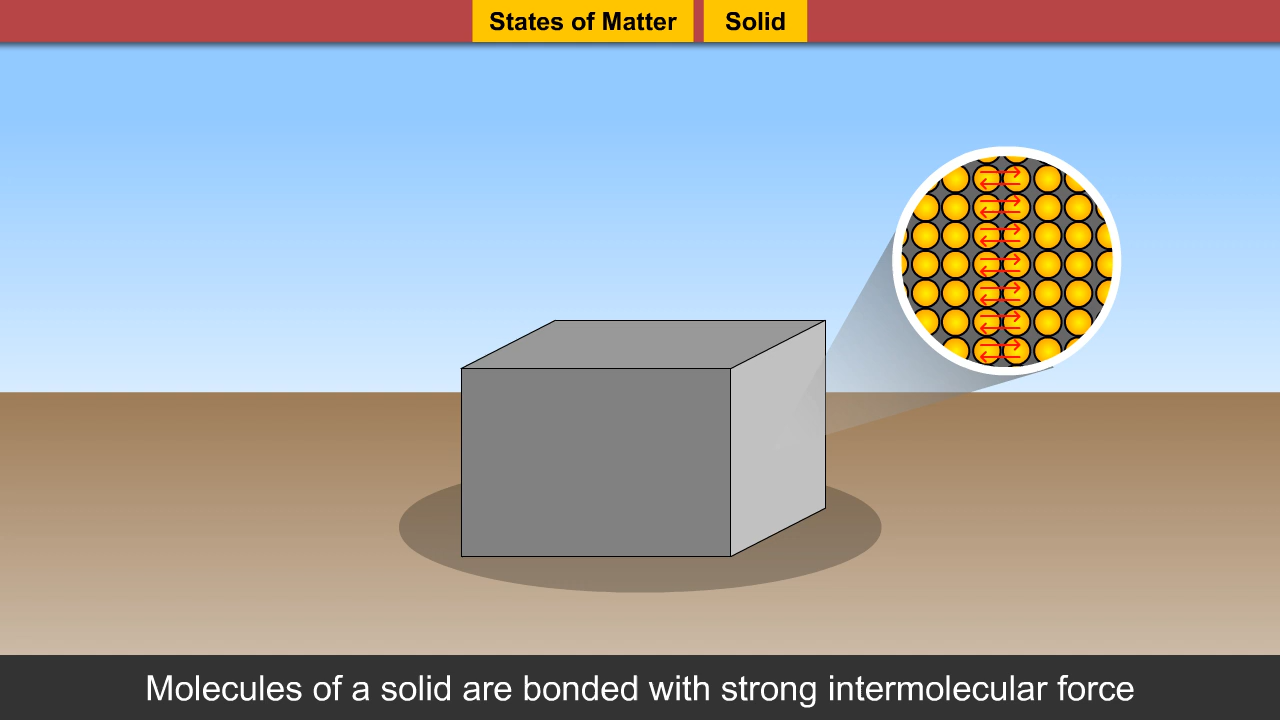 States of Matter Solid
Molecules of a solid are bonded with strong intermolecular force